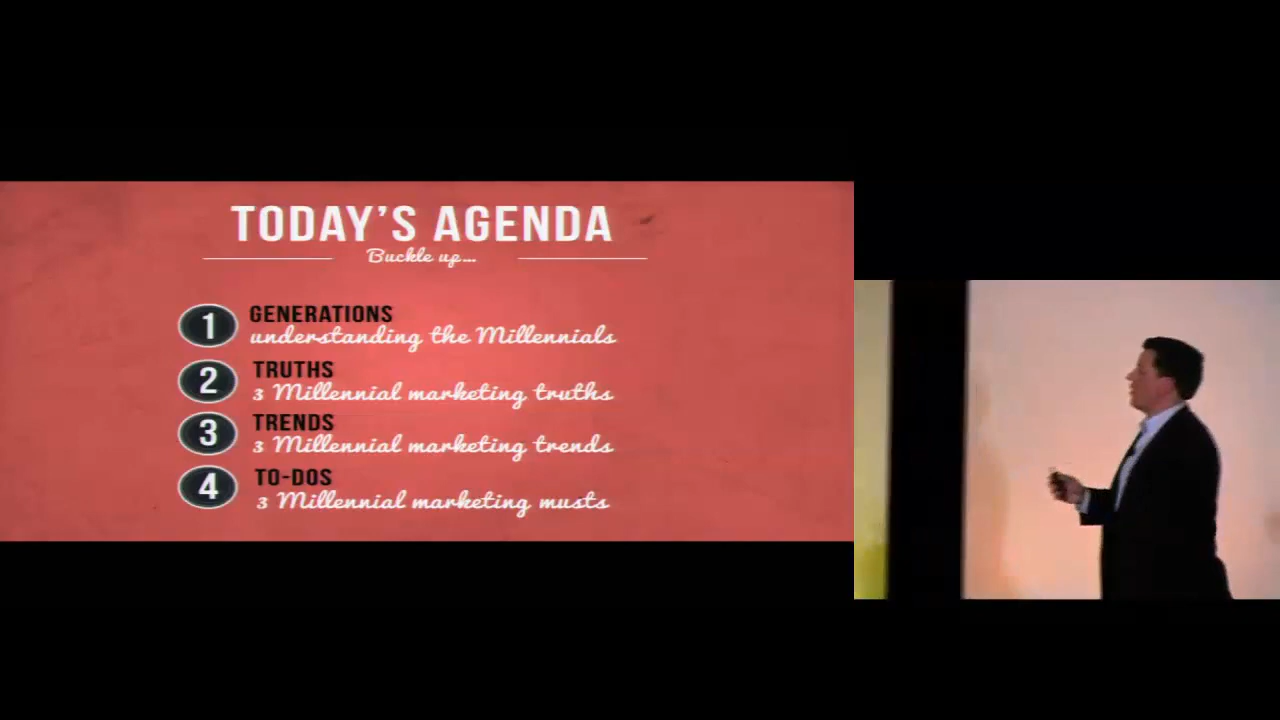 TODAY'S AGENDA
Buckle up...
1 GENERATIONS
understanding the Millennials
2 TRUTHS
3 Millennial marketing truths
3 TRENDS
3 Millennial marketing trends
4 TO-DOS
3 Millennial marketing musts